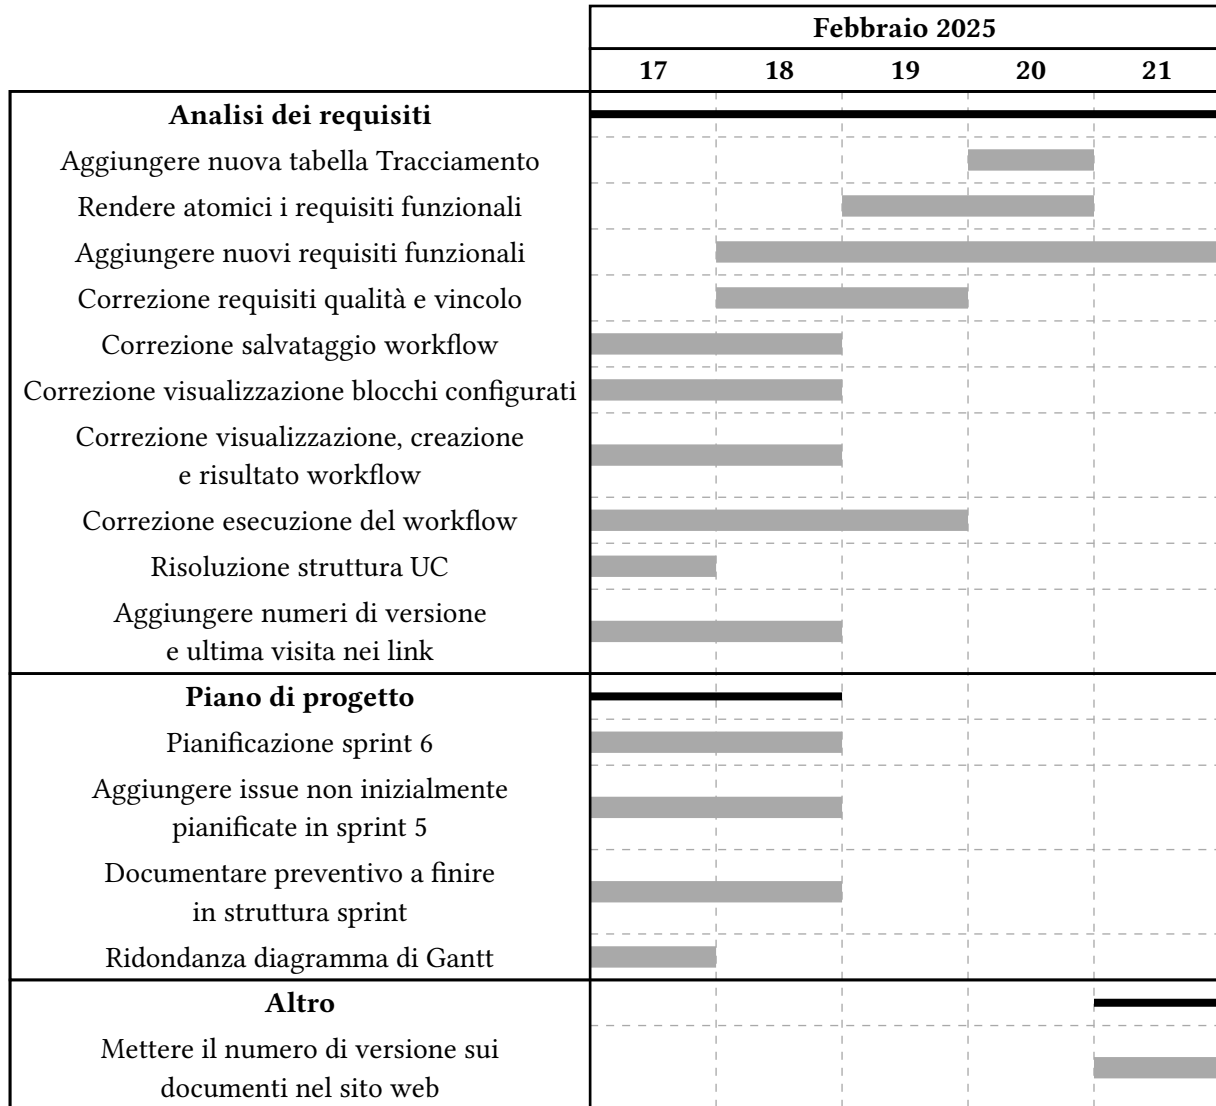 Febbraio 2025
17 18 19 20 21
Analisi dei requisiti
Aggiungere nuova tabella Tracciamento
Rendere atomici i requisiti funzionali
Aggiungere nuovi requisiti funzionali
Correzione requisiti qualità e vincolo
Correzione salvataggio workflow
Correzione visualizzazione blocchi configurati
Correzione visualizzazione, creazione
e risultato workflow
Correzione esecuzione del workflow
Risoluzione struttura UC
Aggiungere numeri di versione
e ultima visita nei link
Piano di progetto
Pianificazione sprint 6
Aggiungere issue non inizialmente
pianificate in sprint 5
Documentare preventivo a finire
in struttura sprint
Ridondanza diagramma di Gantt
Altro
Mettere il numero di versione sui
documenti nel sito web